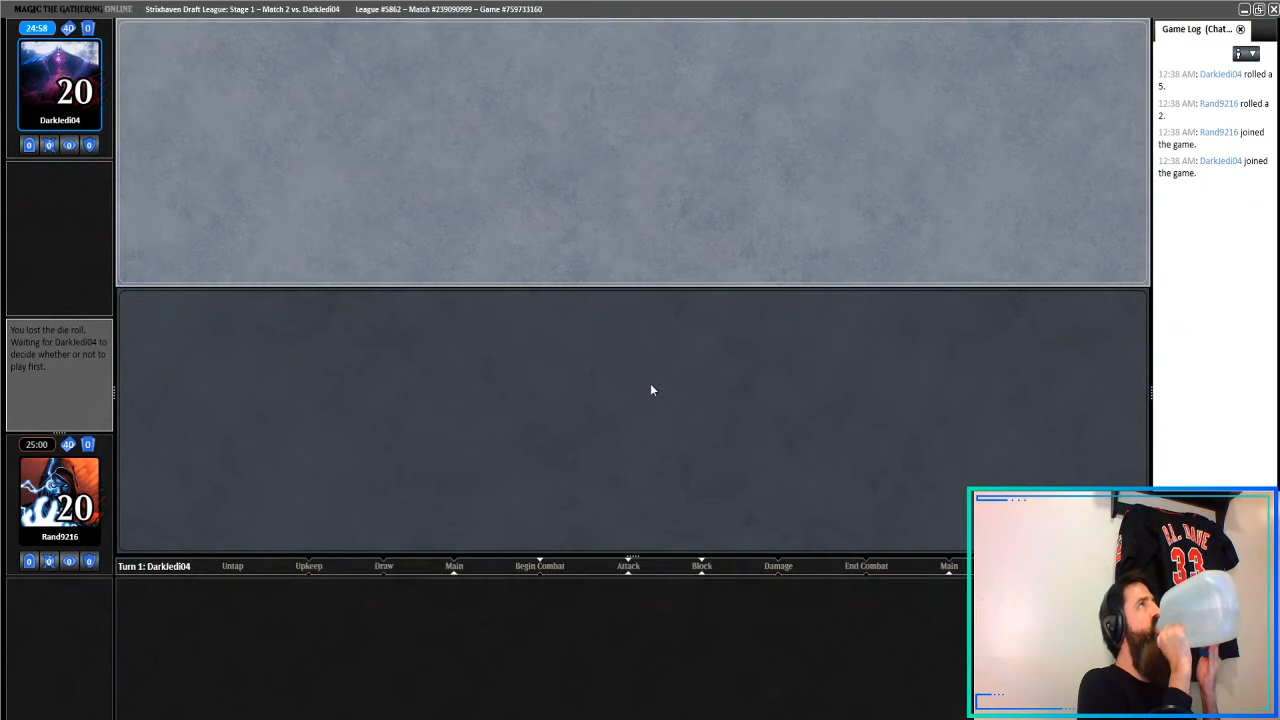 MAGIC THE GATHERING ONLINE Strixhaven Draft League: Stage 1 – Match 2 vs. DarkJedi04 League #5862 – Match #239090999 – Game #759733160
24:58 40 0
20
DarkJedi04
0 0 0 0
You lost the die roll.
Waiting for DarkJedi04 to
decide whether or not to
play first.
25:00 40 0
20
Rand9216
0 0 0 0
Turn 1: DarkJedi04 Untap Upkeep Draw Main Begin Combat Attack Block Damage End Combat Main
Game Log (Chat...
12:38 AM: DarkJedi04 rolled a
5.
12:38 AM: Rand9216 rolled a
2.
12:38 AM: Rand9216 joined
the game.
12:38 AM: DarkJedi04 joined
the game.
33